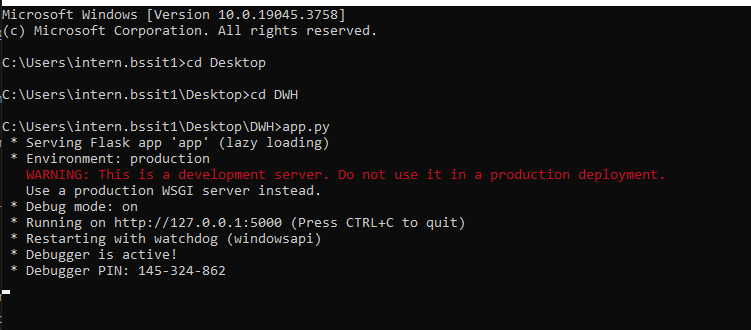 Microsoft Windows [Version 10.0.19045.3758]
(c) Microsoft Corporation. All rights reserved.
C:\Users\intern.bssit1>cd Desktop
C:\Users\intern.bssit1\Desktop>cd DWH
C:\Users\intern.bssit1\Desktop\DWH>app.py
* Serving Flask app 'app' (lazy loading)
* Environment: production
WARNING: This is a development server. Do not use it in a production deployment.
Use a production WSGI server instead.
* Debug mode: on
* Running on http://127.0.0.1:5000 (Press CTRL+C to quit)
* Restarting with watchdog (windowsapi)
* Debugger is active!
* Debugger PIN: 145-324-862